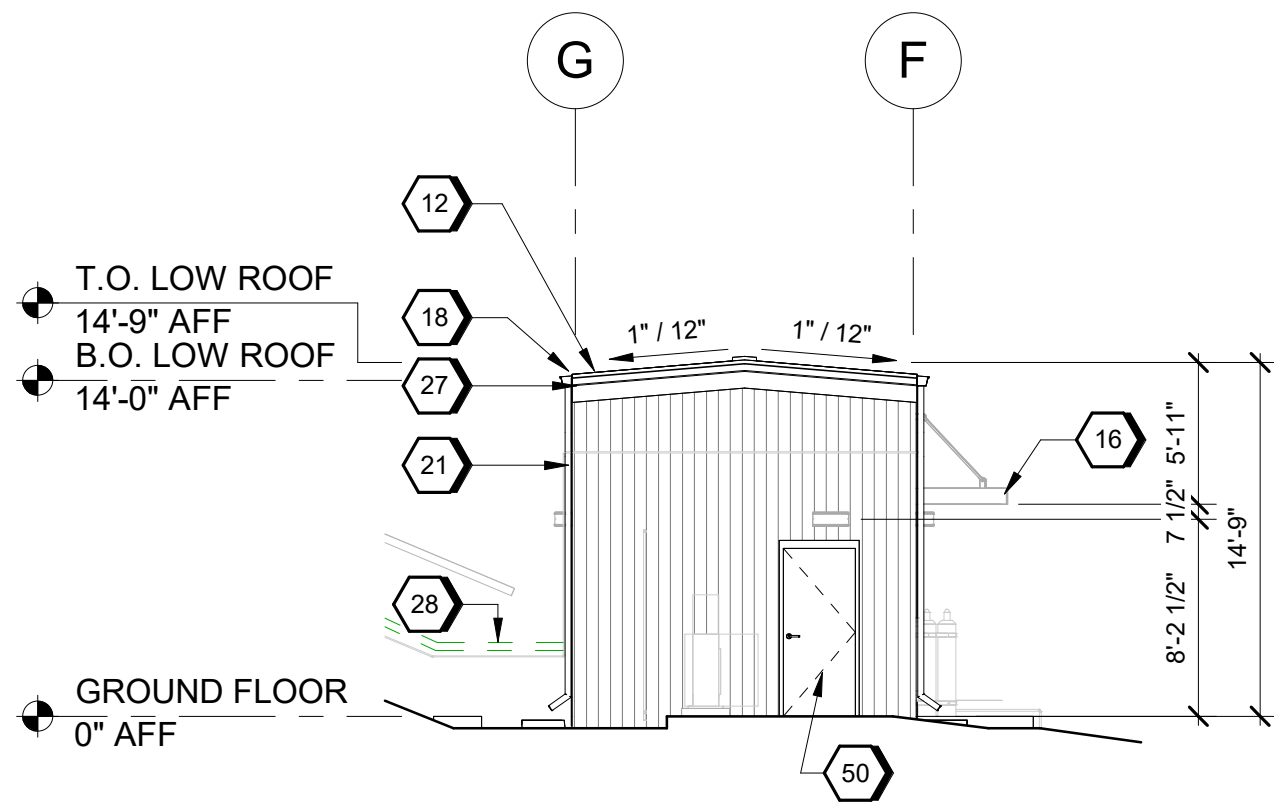 G
F
12
T.O. LOW ROOF
14'-9" AFF
18
1" / 12"
1" / 12"
B.O. LOW ROOF
14'-0" AFF
27
16
5'-11"
21
7 1/2"
14'-9"
28
8'-2 1/2"
GROUND FLOOR
0" AFF
50